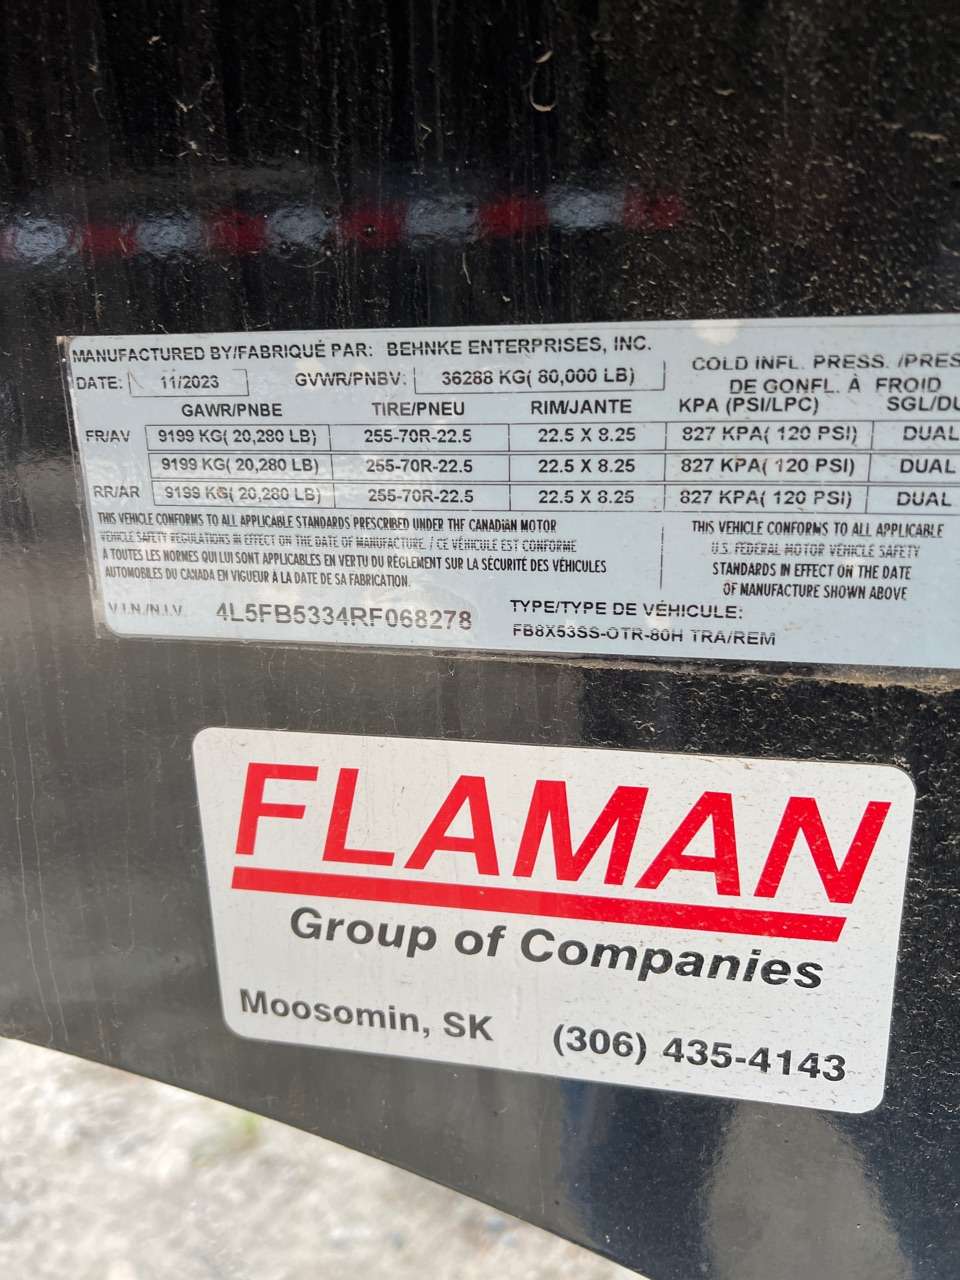 MANUFACTURED BY/FABRIQUÉ PAR: BEHNKE ENTERPRISES, INC.
COLD INFL. PRESS. /PRES
DATE: 11/2023 GVWR/PNBV: 36288 KG( 80,000 LB)
DE GONFL. À FROID
GAWR/PNBE TIRE/PNEU RIM/JANTE KPA (PSI/LPC) SGL/DU
FR/AV 9199 KG( 20,280 LB) 255-70R-22.5 22.5 X 8.25 827 KPA( 120 PSI) DUAL
9199 KG( 20,280 LB) 255-70R-22.5 22.5 X 8.25 827 KPA( 120 PSI) DUAL
RR/AR 9199 KG( 20,280 LB) 255-70R-22.5 22.5 X 8.25 827 KPA( 120 PSI) DUAL
THIS VEHICLE CONFORMS TO ALL APPLICABLE STANDARDS PRESCRIBED UNDER THE CANADIAN MOTOR
VEHICLE SAFETY REGULATIONS IN EFFECT ON THE DATE OF MANUFACTURE. / CE VÉHICULE EST CONFORME
À TOUTES LES NORMES QUI LUI SONT APPLICABLES EN VERTU DU RÈGLEMENT SUR LA SÉCURITÉ DES VÉHICULES
AUTOMOBILES DU CANADA EN VIGUEUR À LA DATE DE SA FABRICATION.
THIS VEHICLE CONFORMS TO ALL APPLICABLE
U.S. FEDERAL MOTOR VEHICLE SAFETY
STANDARDS IN EFFECT ON THE DATE
OF MANUFACTURE SHOWN ABOVE
V.I.N./N.I.V. 4L5FB5334RF068278 TYPE/TYPE DE VÉHICULE:
FB8X53SS-OTR-80H TRA/REM
FLAMAN
Group of Companies
Moosomin, SK (306) 435-4143